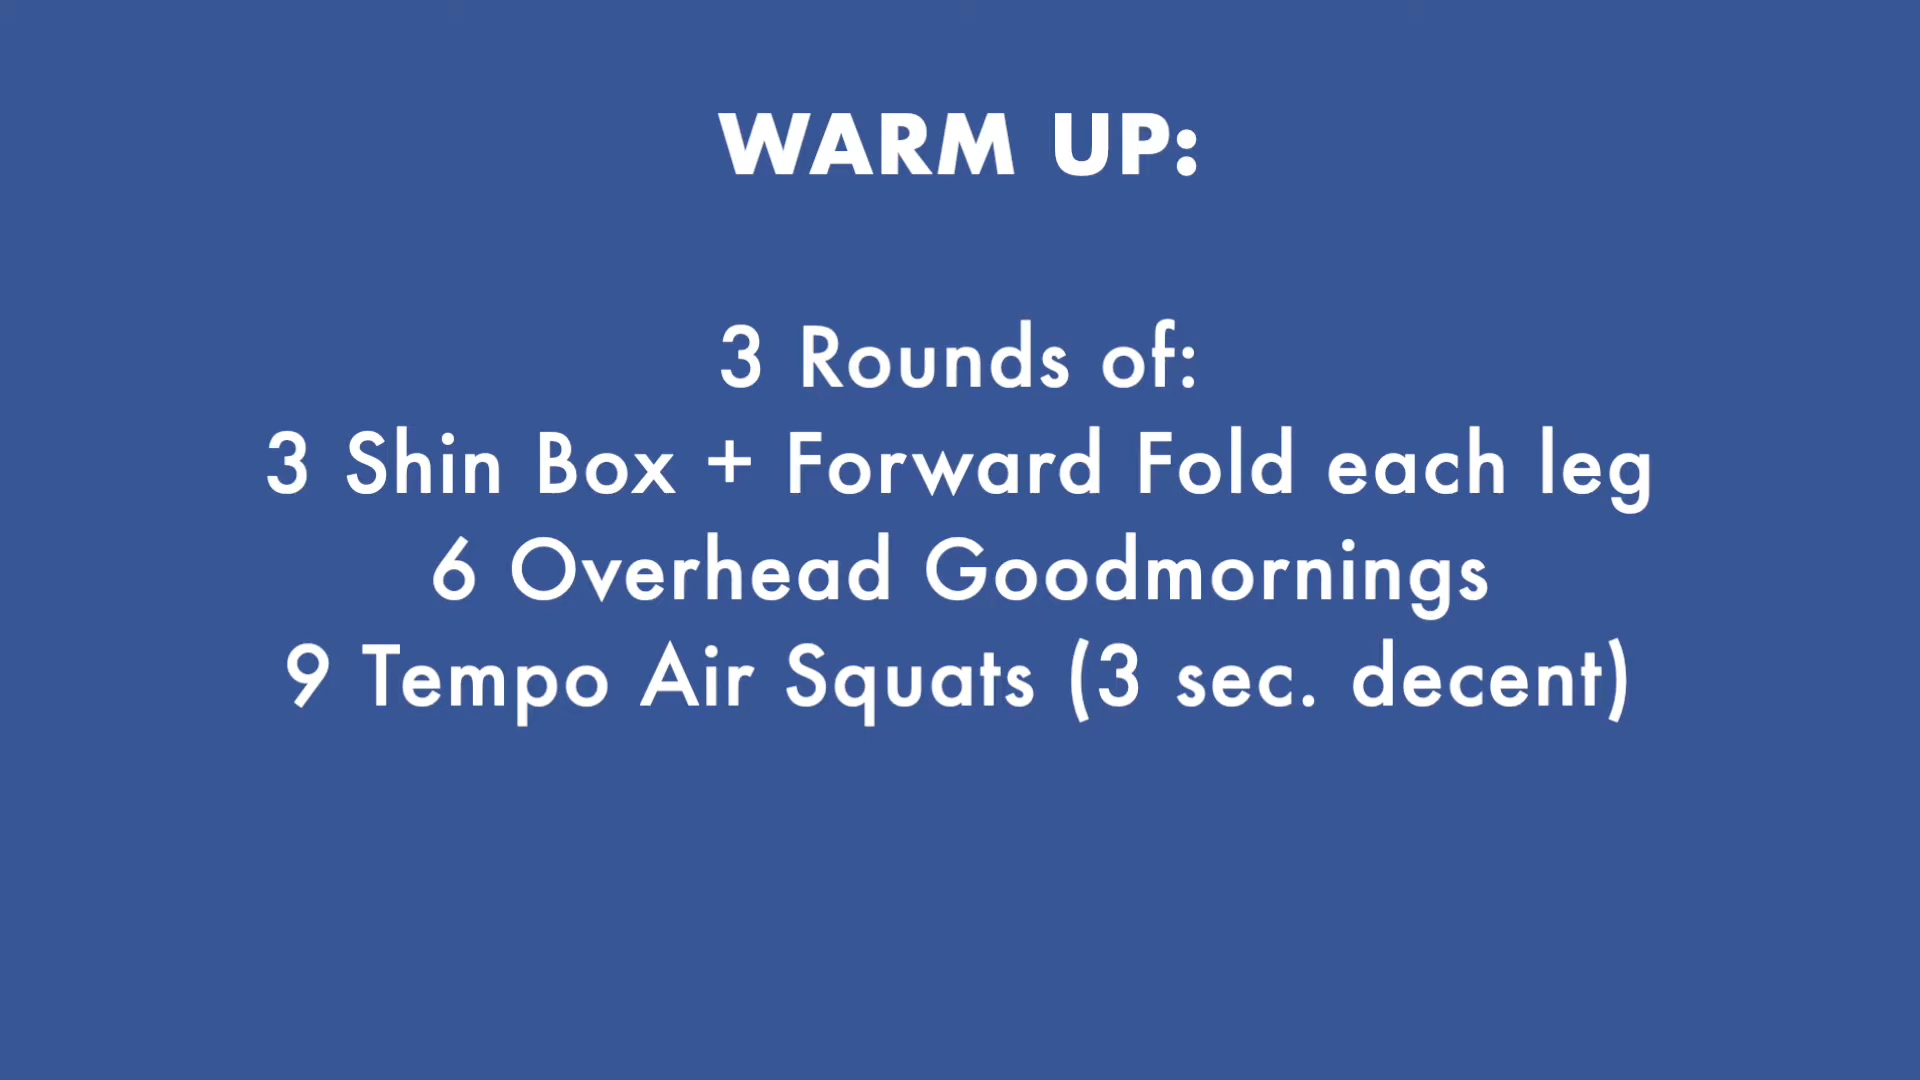 WARM UP:
3 Rounds of:
3 Shin Box + Forward Fold each leg
6 Overhead Goodmornings
9 Tempo Air Squats (3 sec. decent)